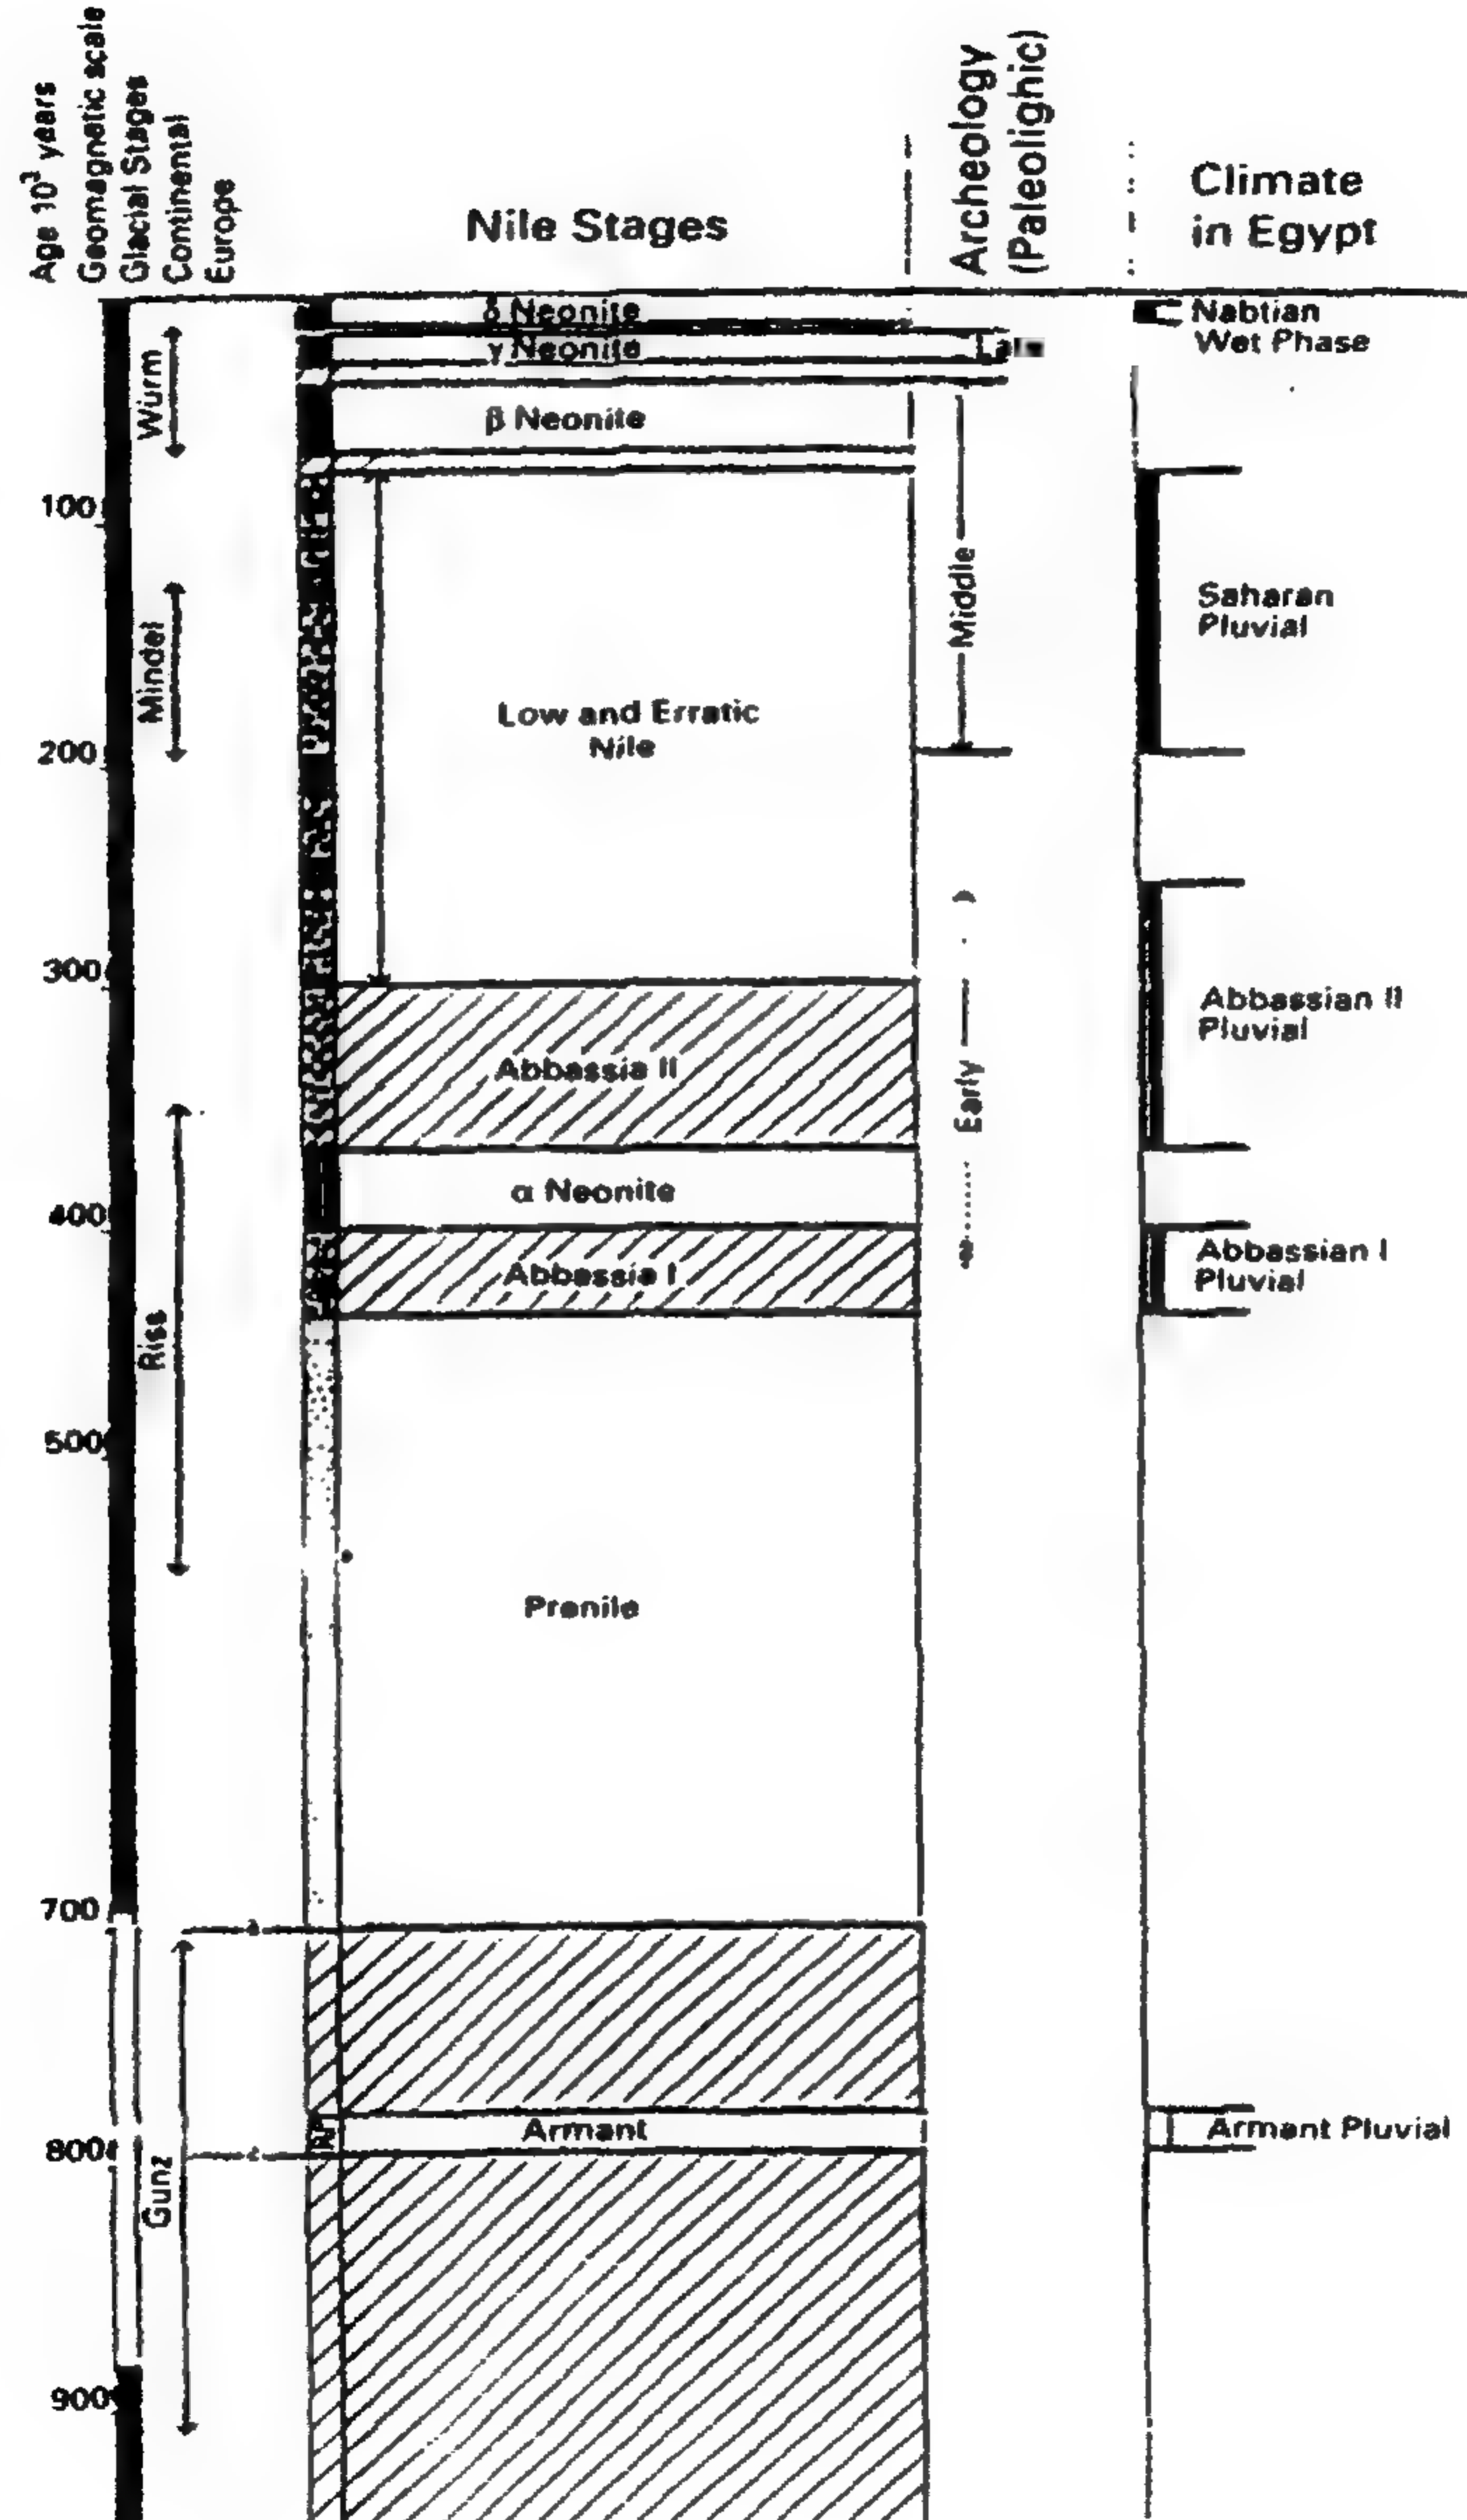 Age 10³ years
Geomagnetic scale
Glacial Stages
Continental
Europe
Nile Stages
Archeology
(Paleolighic)
Climate
in Egypt
δ Neonite
Nabtian
Wet Phase
γ Neonite
Würm
β Neonite
100
Middle
Saharan
Pluvial
Mindel
Low and Erratic
Nile
200
300
Abbassian II
Pluvial
Abbassia II
Early
α Neonite
400
Abbassian I
Pluvial
Abbassia I
Riss
500
Prenile
700
Armant
Armant Pluvial
800
Gunz
900